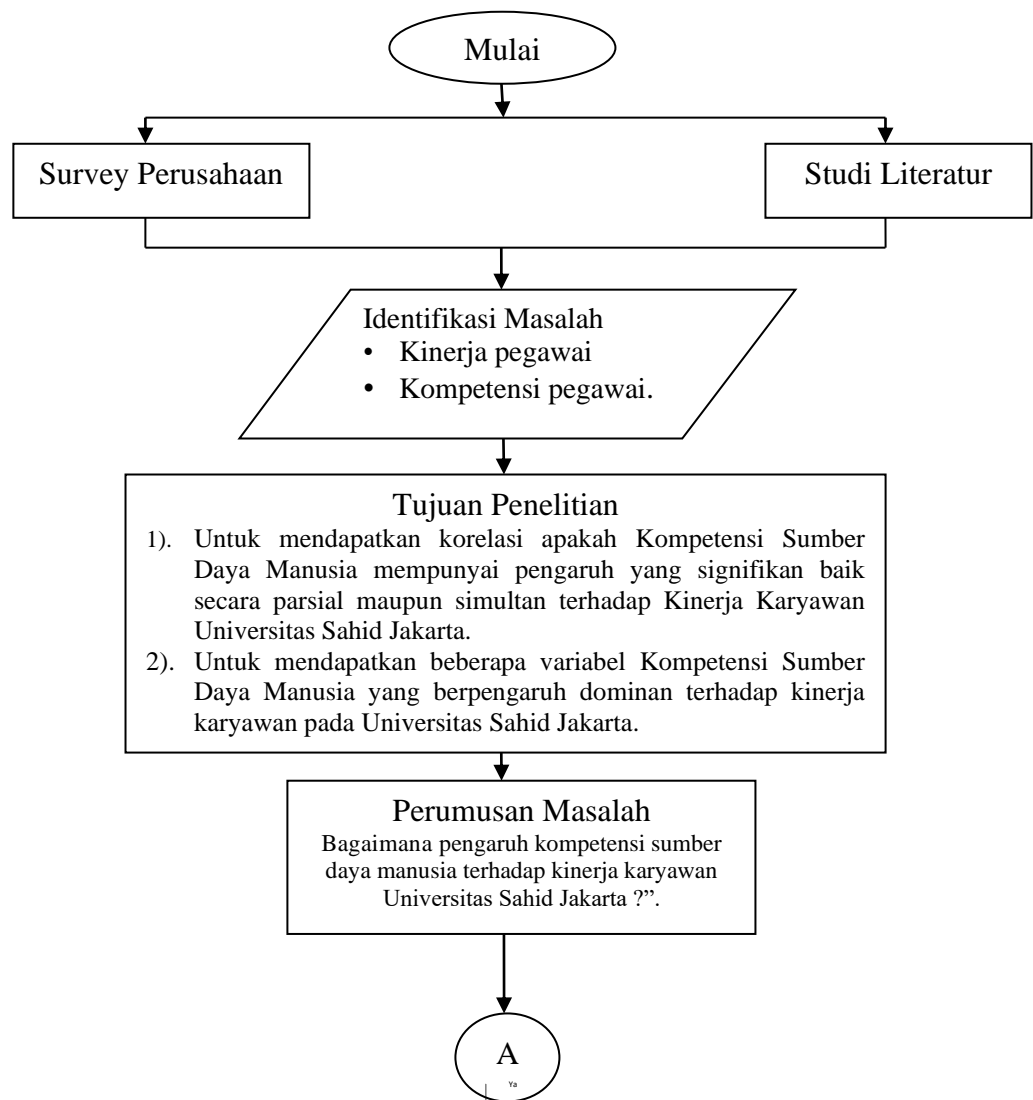 Mulai
Survey Perusahaan
Studi Literatur
Identifikasi Masalah
• Kinerja pegawai
• Kompetensi pegawai.
Tujuan Penelitian
1). Untuk mendapatkan korelasi apakah Kompetensi Sumber
Daya Manusia mempunyai pengaruh yang signifikan baik
secara parsial maupun simultan terhadap Kinerja Karyawan
Universitas Sahid Jakarta.
2). Untuk mendapatkan beberapa variabel Kompetensi Sumber
Daya Manusia yang berpengaruh dominan terhadap kinerja
karyawan pada Universitas Sahid Jakarta.
Perumusan Masalah
Bagaimana pengaruh kompetensi sumber
daya manusia terhadap kinerja karyawan
Universitas Sahid Jakarta ?”.
A
Ya